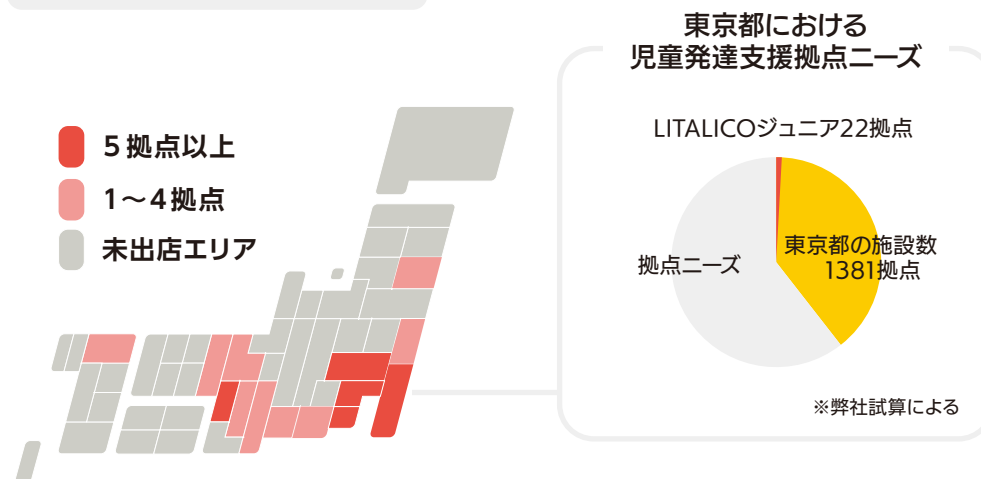 東京都における
児童発達支援拠点ニーズ
LITALICOジュニア22拠点
5拠点以上
1～4拠点
未出店エリア
拠点ニーズ
東京都の施設数
1381拠点
※弊社試算による